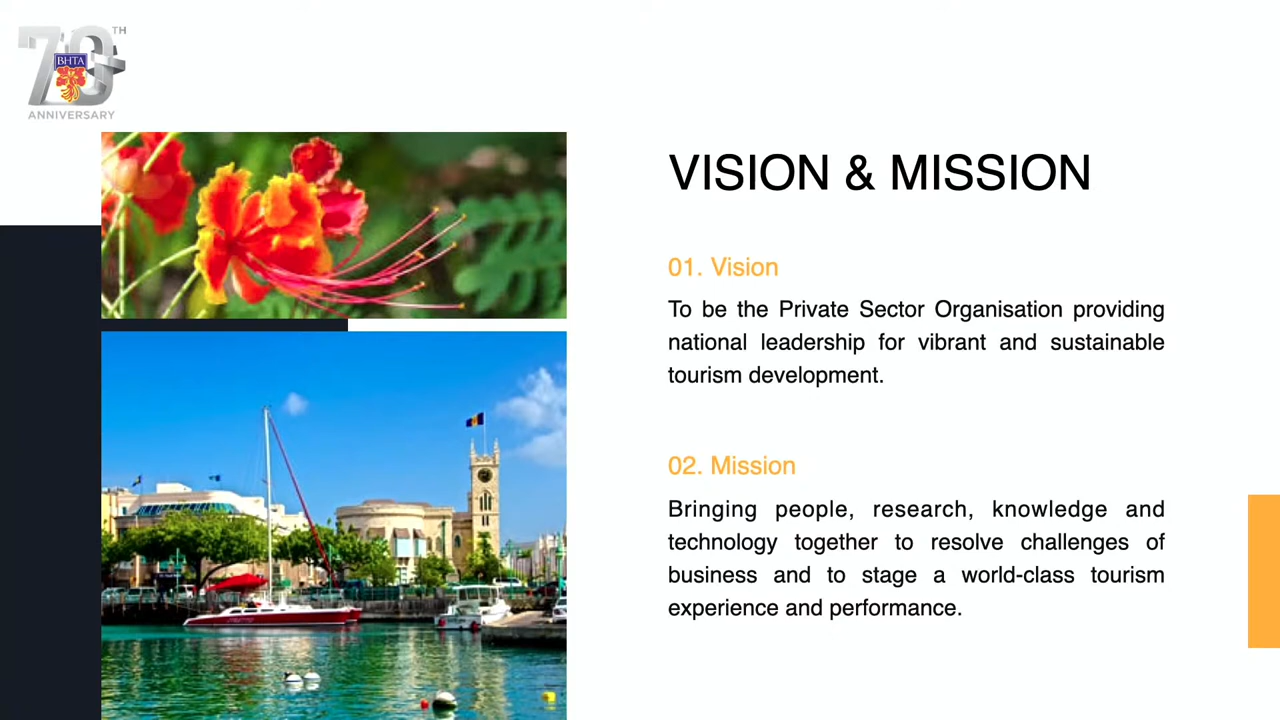 70TH
BHTA
ANNIVERSARY
VISION & MISSION
01. Vision
To be the Private Sector Organisation providing
national leadership for vibrant and sustainable
tourism development.
02. Mission
Bringing people, research, knowledge and
technology together to resolve challenges of
business and to stage a world-class tourism
experience and performance.